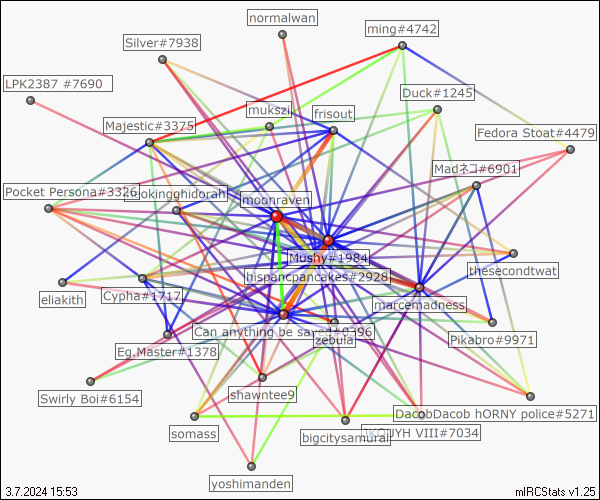 normalwan
ming#4742
Silver#7938
LPK2387 #7690
Duck#1245
mukszi
frisout
Majestic#3375
Fedora Stoat#4479
Madネコ#6901
Pocket Persona#3326
jokingghidorah
moonraven
Mushy#1984
hispancpancakes#2928
thesecondtwat
eliakith
Cypha#1717
marcemadness
Can anything be saved#0396
zebula
Pikabro#9971
Eg.Master#1378
shawntee9
Swirly Boi#6154
DacobDacob hORNY police#5271
somass
bigcitysamurai
VIII#7034
yoshimanden
3.7.2024 15:53
mIRCStats v1.25